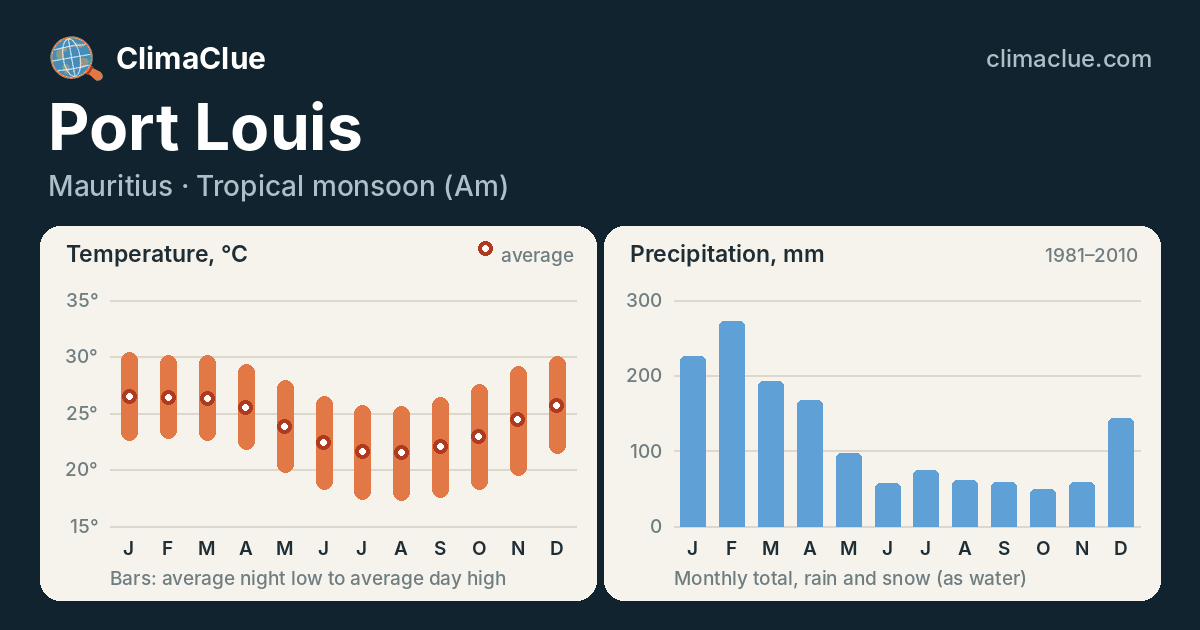 ClimaClue
climaclue.com
Port Louis
Mauritius · Tropical monsoon (Am)
Temperature, °C
average
35°
30°
25°
20°
15°
J F M A M J J A S O N D
Bars: average night low to average day high
Precipitation, mm
1981–2010
300
200
100
0
J F M A M J J A S O N D
Monthly total, rain and snow (as water)